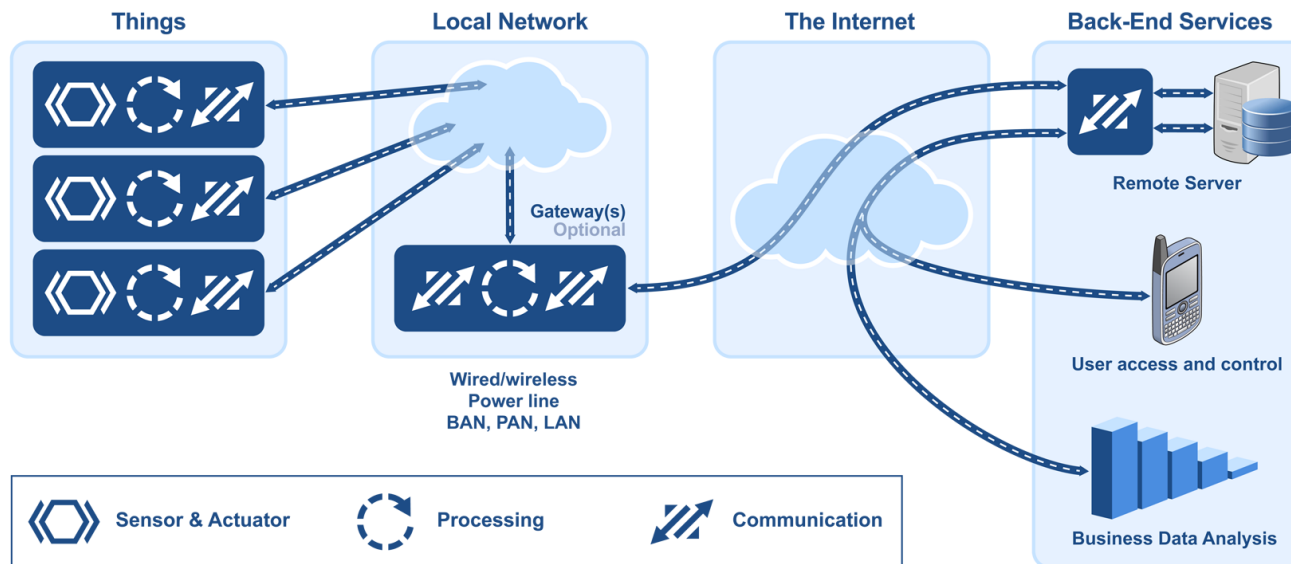 Things
Local Network
The Internet
Back-End Services
Gateway(s)
Optional
Wired/wireless
Power line
BAN, PAN, LAN
Remote Server
User access and control
Business Data Analysis
Sensor & Actuator
Processing
Communication